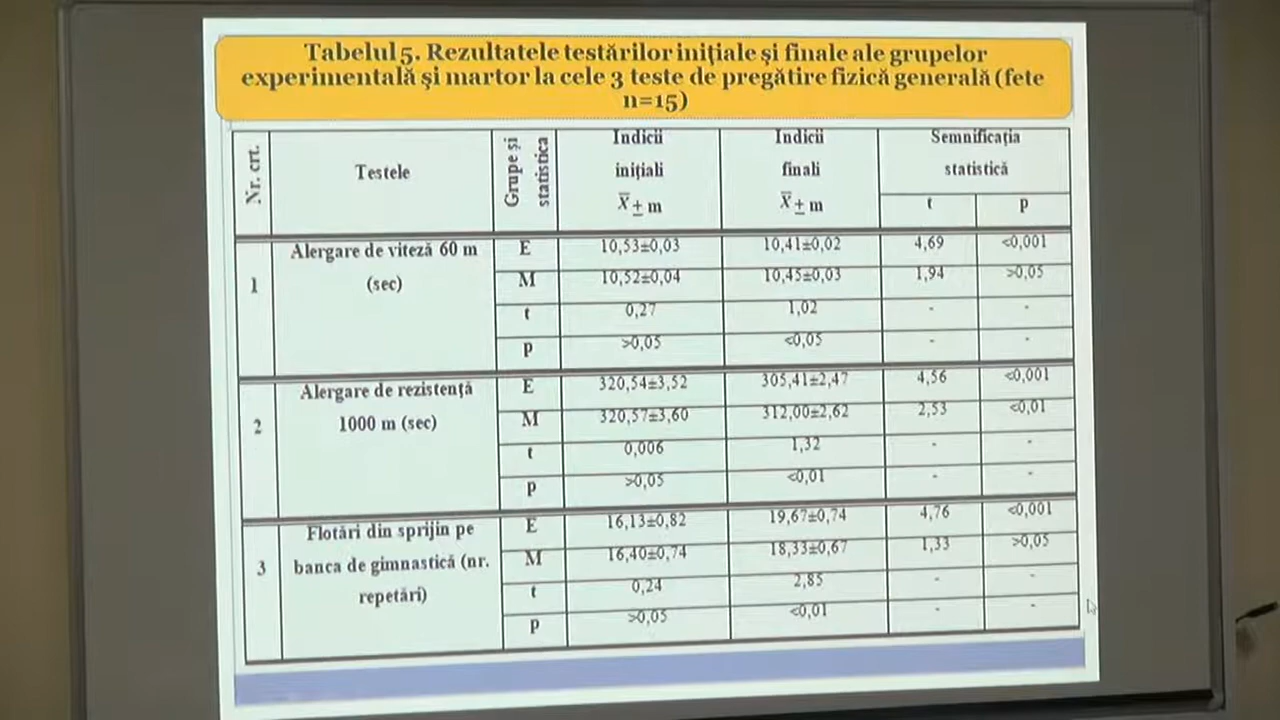 Tabelul 5. Rezultatele testărilor iniţiale şi finale ale grupelor
experimentală şi martor la cele 3 teste de pregătire fizică generală (fete
n=15)
Nr. crt. Testele Grupe şi statistica Indicii iniţiali X̅ ± m Indicii finali X̅ ± m Semnificaţia statistică
t p
1 Alergare de viteză 60 m (sec) E 10,53±0,03 10,41±0,02 4,69 <0,001
M 10,52±0,04 10,45±0,03 1,94 >0,05
t 0,27 1,02 - -
p >0,05 <0,05 - -
2 Alergare de rezistenţă 1000 m (sec) E 320,54±3,52 305,41±2,47 4,56 <0,001
M 320,57±3,60 312,00±2,62 2,53 <0,01
t 0,006 1,32 - -
p >0,05 <0,01 - -
3 Flotări din sprijin pe banca de gimnastică (nr. repetări) E 16,13±0,82 19,67±0,74 4,76 <0,001
M 16,40±0,74 18,33±0,67 1,33 >0,05
t 0,24 2,85 - -
p >0,05 <0,01 - -